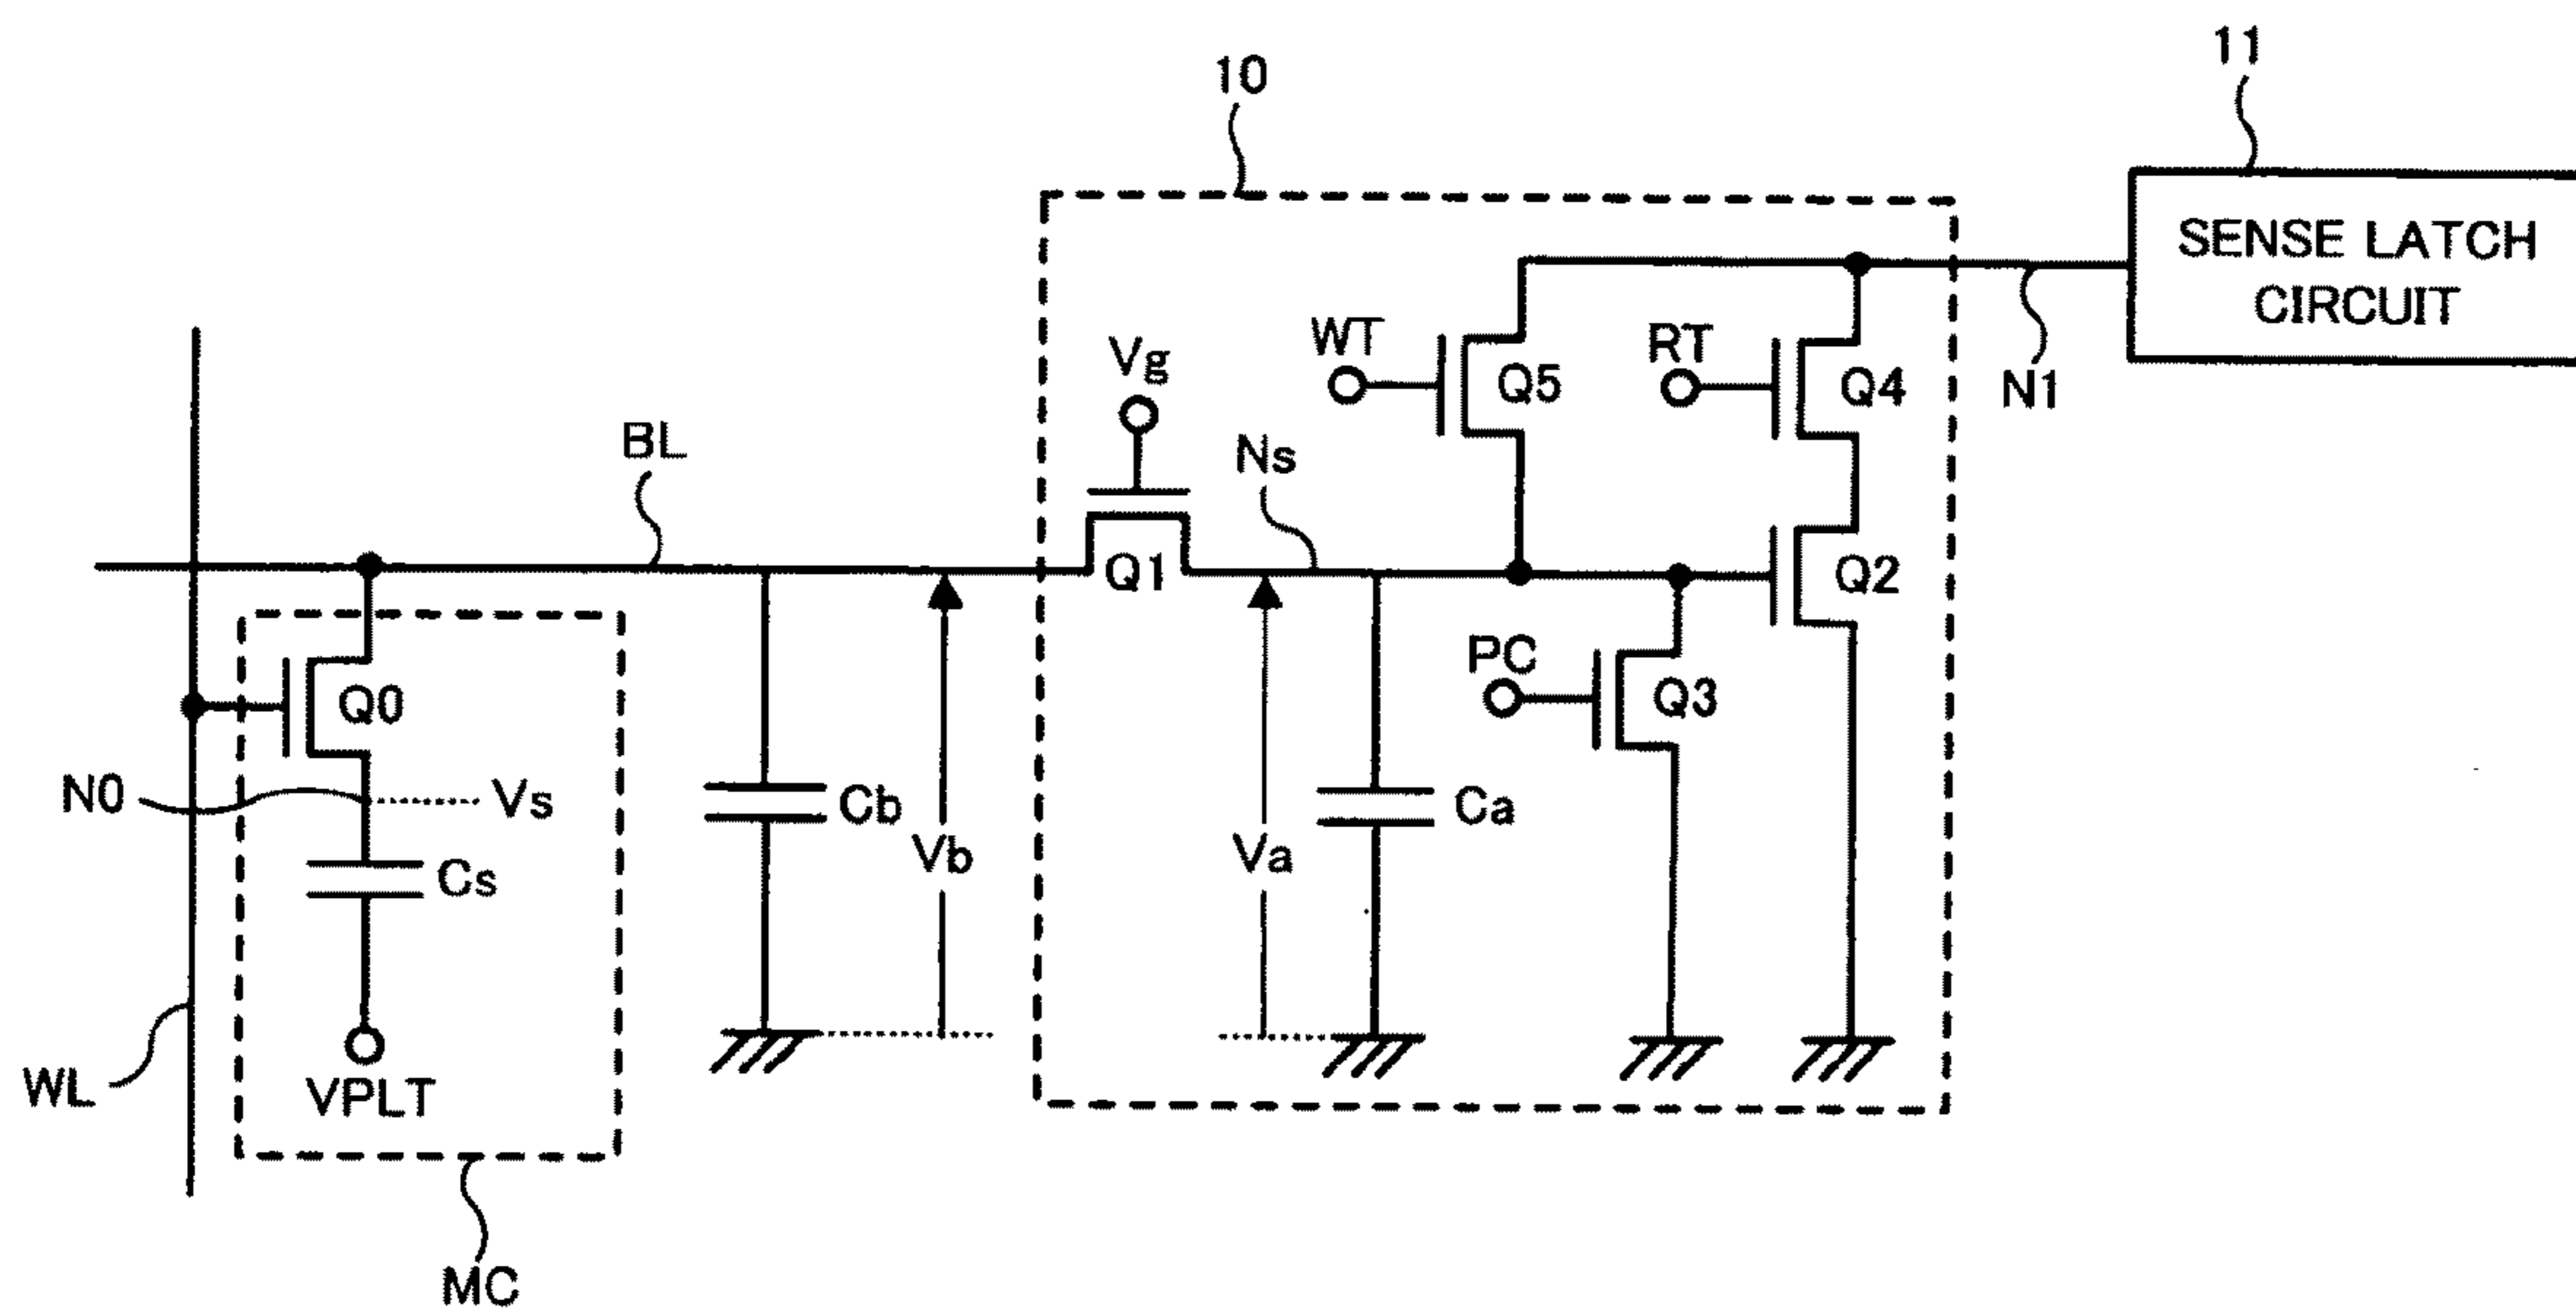 11
10
SENSE LATCH
CIRCUIT
WT
RT
Vg
Q5
Q4
N1
BL
Ns
Q1
Q2
PC
Q0
Q3
N0
Vs
Cb
Ca
Vb
Va
Cs
WL
VPLT
MC